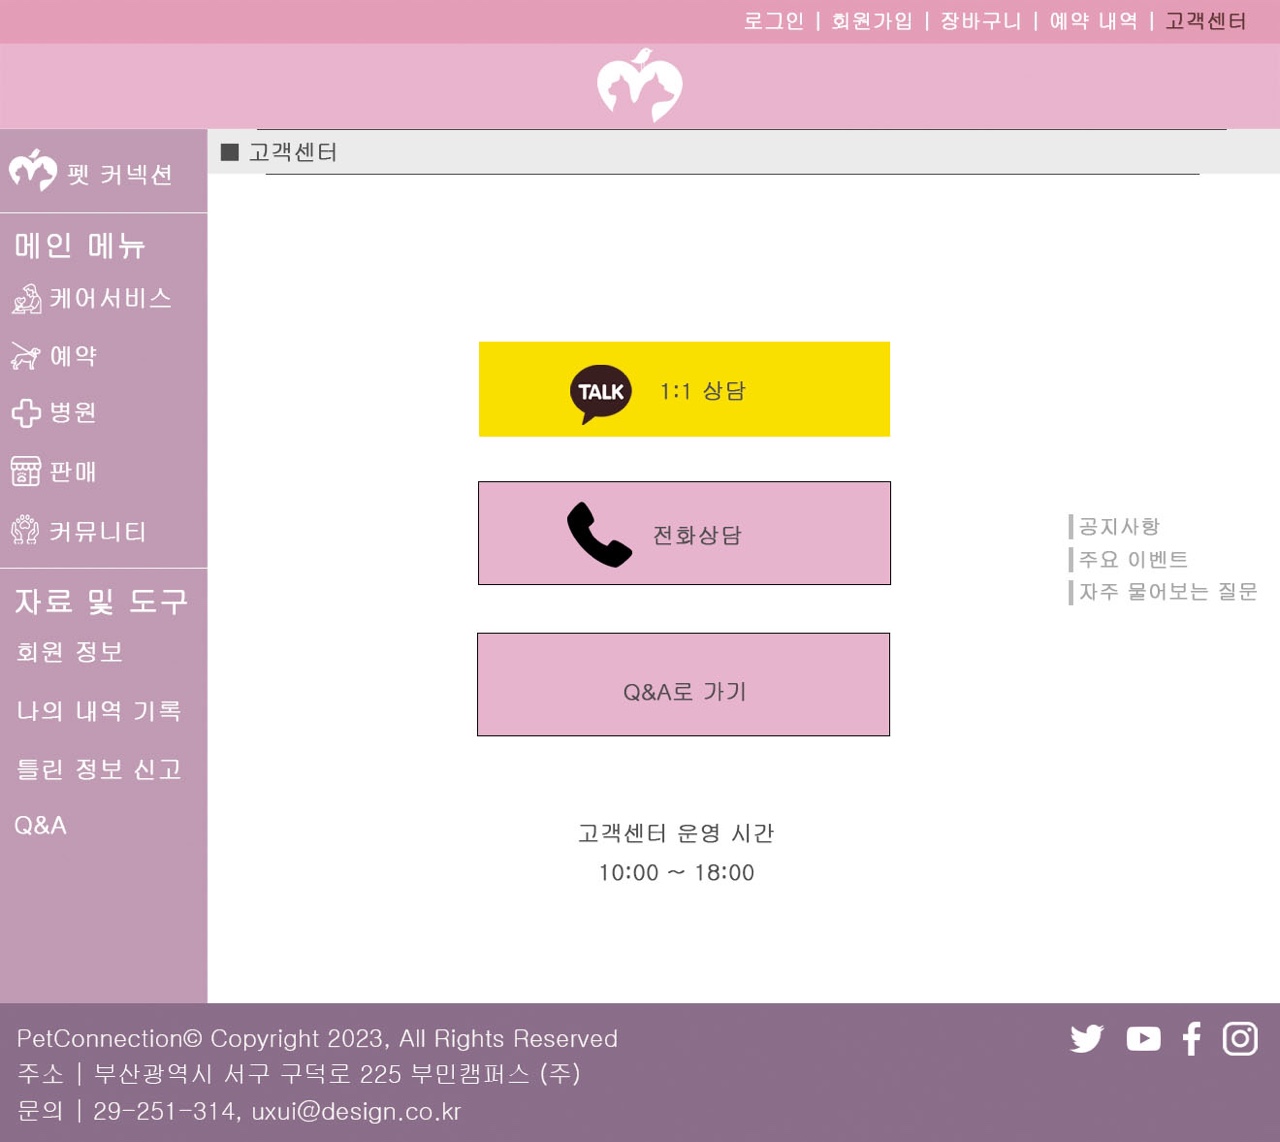 로그인 | 회원가입 | 장바구니 | 예약 내역 | 고객센터
■ 고객센터
펫 커넥션
메인 메뉴
케어서비스
예약
병원
판매
커뮤니티
자료 및 도구
회원 정보
나의 내역 기록
틀린 정보 신고
Q&A
TALK 1:1 상담
전화상담
Q&A로 가기
고객센터 운영 시간
10:00 ~ 18:00
공지사항
주요 이벤트
자주 물어보는 질문
PetConnection© Copyright 2023, All Rights Reserved
주소 | 부산광역시 서구 구덕로 225 부민캠퍼스 (주)
문의 | 29-251-314, uxui@design.co.kr